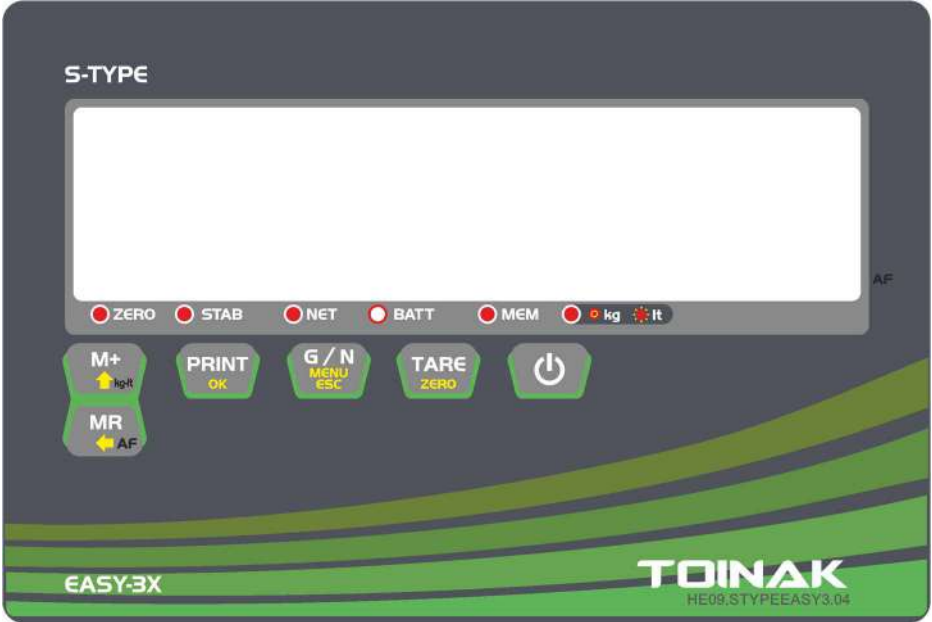 S-TYPE
AF
ZERO STAB NET BATT MEM kg lt
M+ PRINT G / N TARE
kg-lt OK MENU ZERO
ESC
MR
AF
EASY-3X
TOINAK
HE09.STYPEEASY3.04